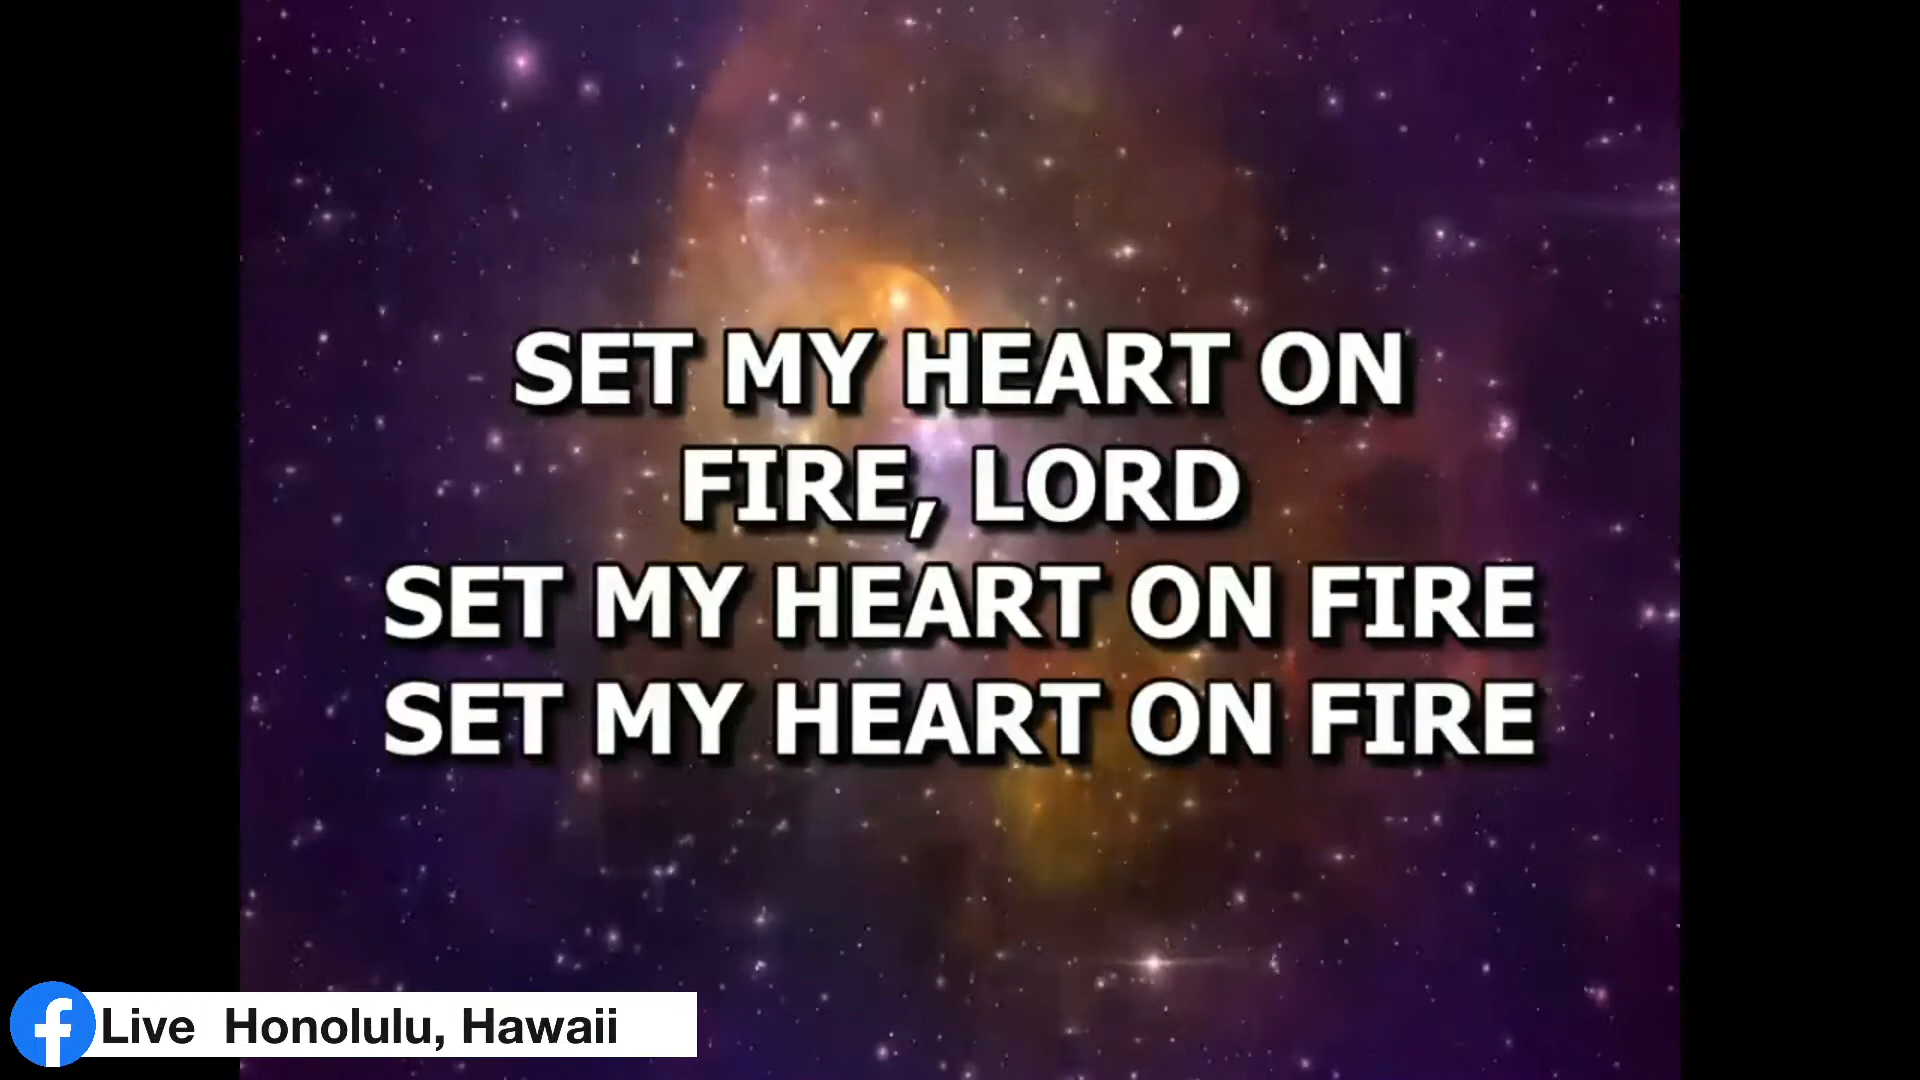 SET MY HEART ON
FIRE, LORD
SET MY HEART ON FIRE
SET MY HEART ON FIRE
Live Honolulu, Hawaii